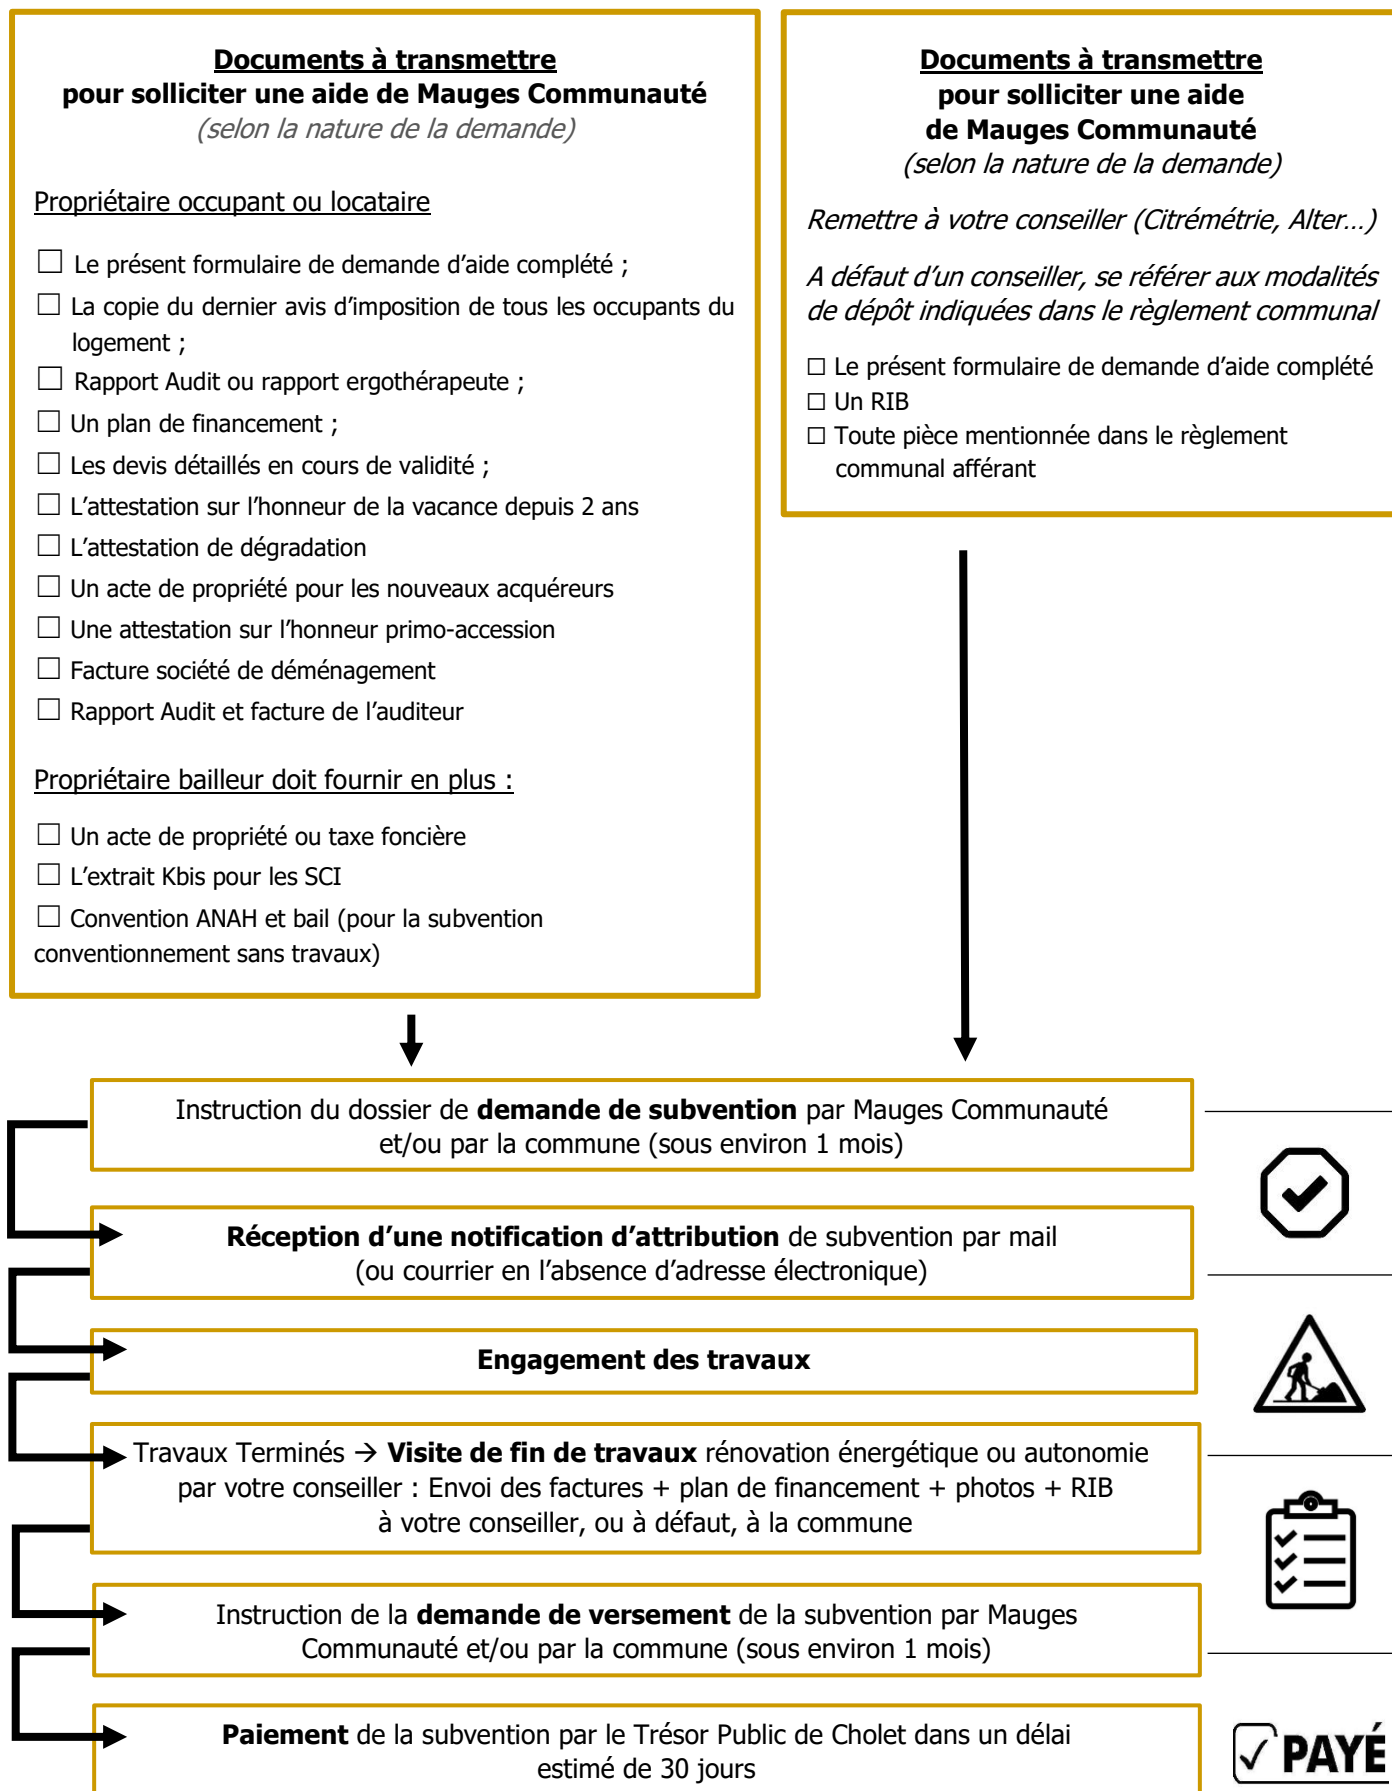 Documents à transmettre
pour solliciter une aide de Mauges Communauté
(selon la nature de la demande)
Propriétaire occupant ou locataire
☐ Le présent formulaire de demande d’aide complété ;
☐ La copie du dernier avis d’imposition de tous les occupants du
logement ;
☐ Rapport Audit ou rapport ergothérapeute ;
☐ Un plan de financement ;
☐ Les devis détaillés en cours de validité ;
☐ L’attestation sur l’honneur de la vacance depuis 2 ans
☐ L’attestation de dégradation
☐ Un acte de propriété pour les nouveaux acquéreurs
☐ Une attestation sur l’honneur primo-accession
☐ Facture société de déménagement
☐ Rapport Audit et facture de l’auditeur
Propriétaire bailleur doit fournir en plus :
☐ Un acte de propriété ou taxe foncière
☐ L’extrait Kbis pour les SCI
☐ Convention ANAH et bail (pour la subvention
conventionnement sans travaux)
Documents à transmettre
pour solliciter une aide
de Mauges Communauté
(selon la nature de la demande)
Remettre à votre conseiller (Citrémétrie, Alter…)
A défaut d’un conseiller, se référer aux modalités
de dépôt indiquées dans le règlement communal
☐ Le présent formulaire de demande d’aide complété
☐ Un RIB
☐ Toute pièce mentionnée dans le règlement
communal afférant
Instruction du dossier de demande de subvention par Mauges Communauté
et/ou par la commune (sous environ 1 mois)
Réception d’une notification d’attribution de subvention par mail
(ou courrier en l’absence d’adresse électronique)
Engagement des travaux
Travaux Terminés → Visite de fin de travaux rénovation énergétique ou autonomie
par votre conseiller : Envoi des factures + plan de financement + photos + RIB
à votre conseiller, ou à défaut, à la commune
Instruction de la demande de versement de la subvention par Mauges
Communauté et/ou par la commune (sous environ 1 mois)
Paiement de la subvention par le Trésor Public de Cholet dans un délai
estimé de 30 jours
PAYÉ